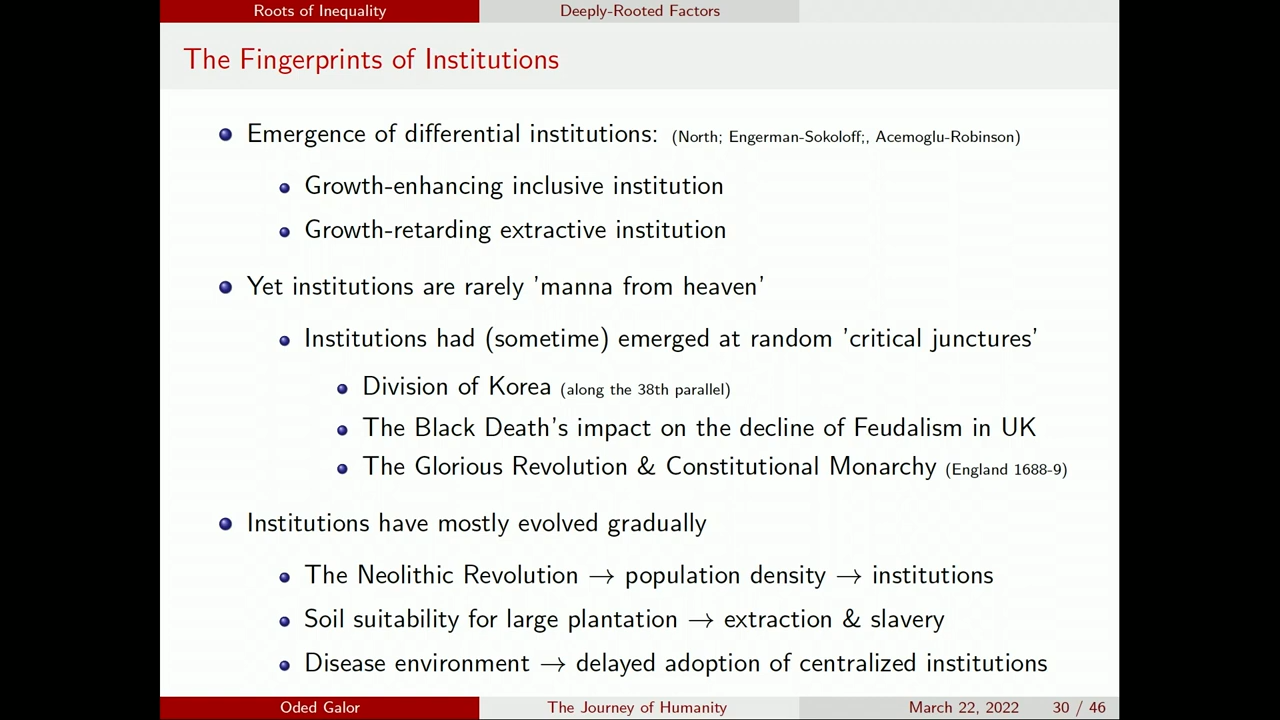 Roots of Inequality
Deeply-Rooted Factors
The Fingerprints of Institutions
Emergence of differential institutions: (North; Engerman-Sokoloff;, Acemoglu-Robinson)
Growth-enhancing inclusive institution
Growth-retarding extractive institution
Yet institutions are rarely 'manna from heaven'
Institutions had (sometime) emerged at random 'critical junctures'
Division of Korea (along the 38th parallel)
The Black Death's impact on the decline of Feudalism in UK
The Glorious Revolution & Constitutional Monarchy (England 1688-9)
Institutions have mostly evolved gradually
The Neolithic Revolution → population density → institutions
Soil suitability for large plantation → extraction & slavery
Disease environment → delayed adoption of centralized institutions
Oded Galor
The Journey of Humanity
March 22, 2022 30 / 46